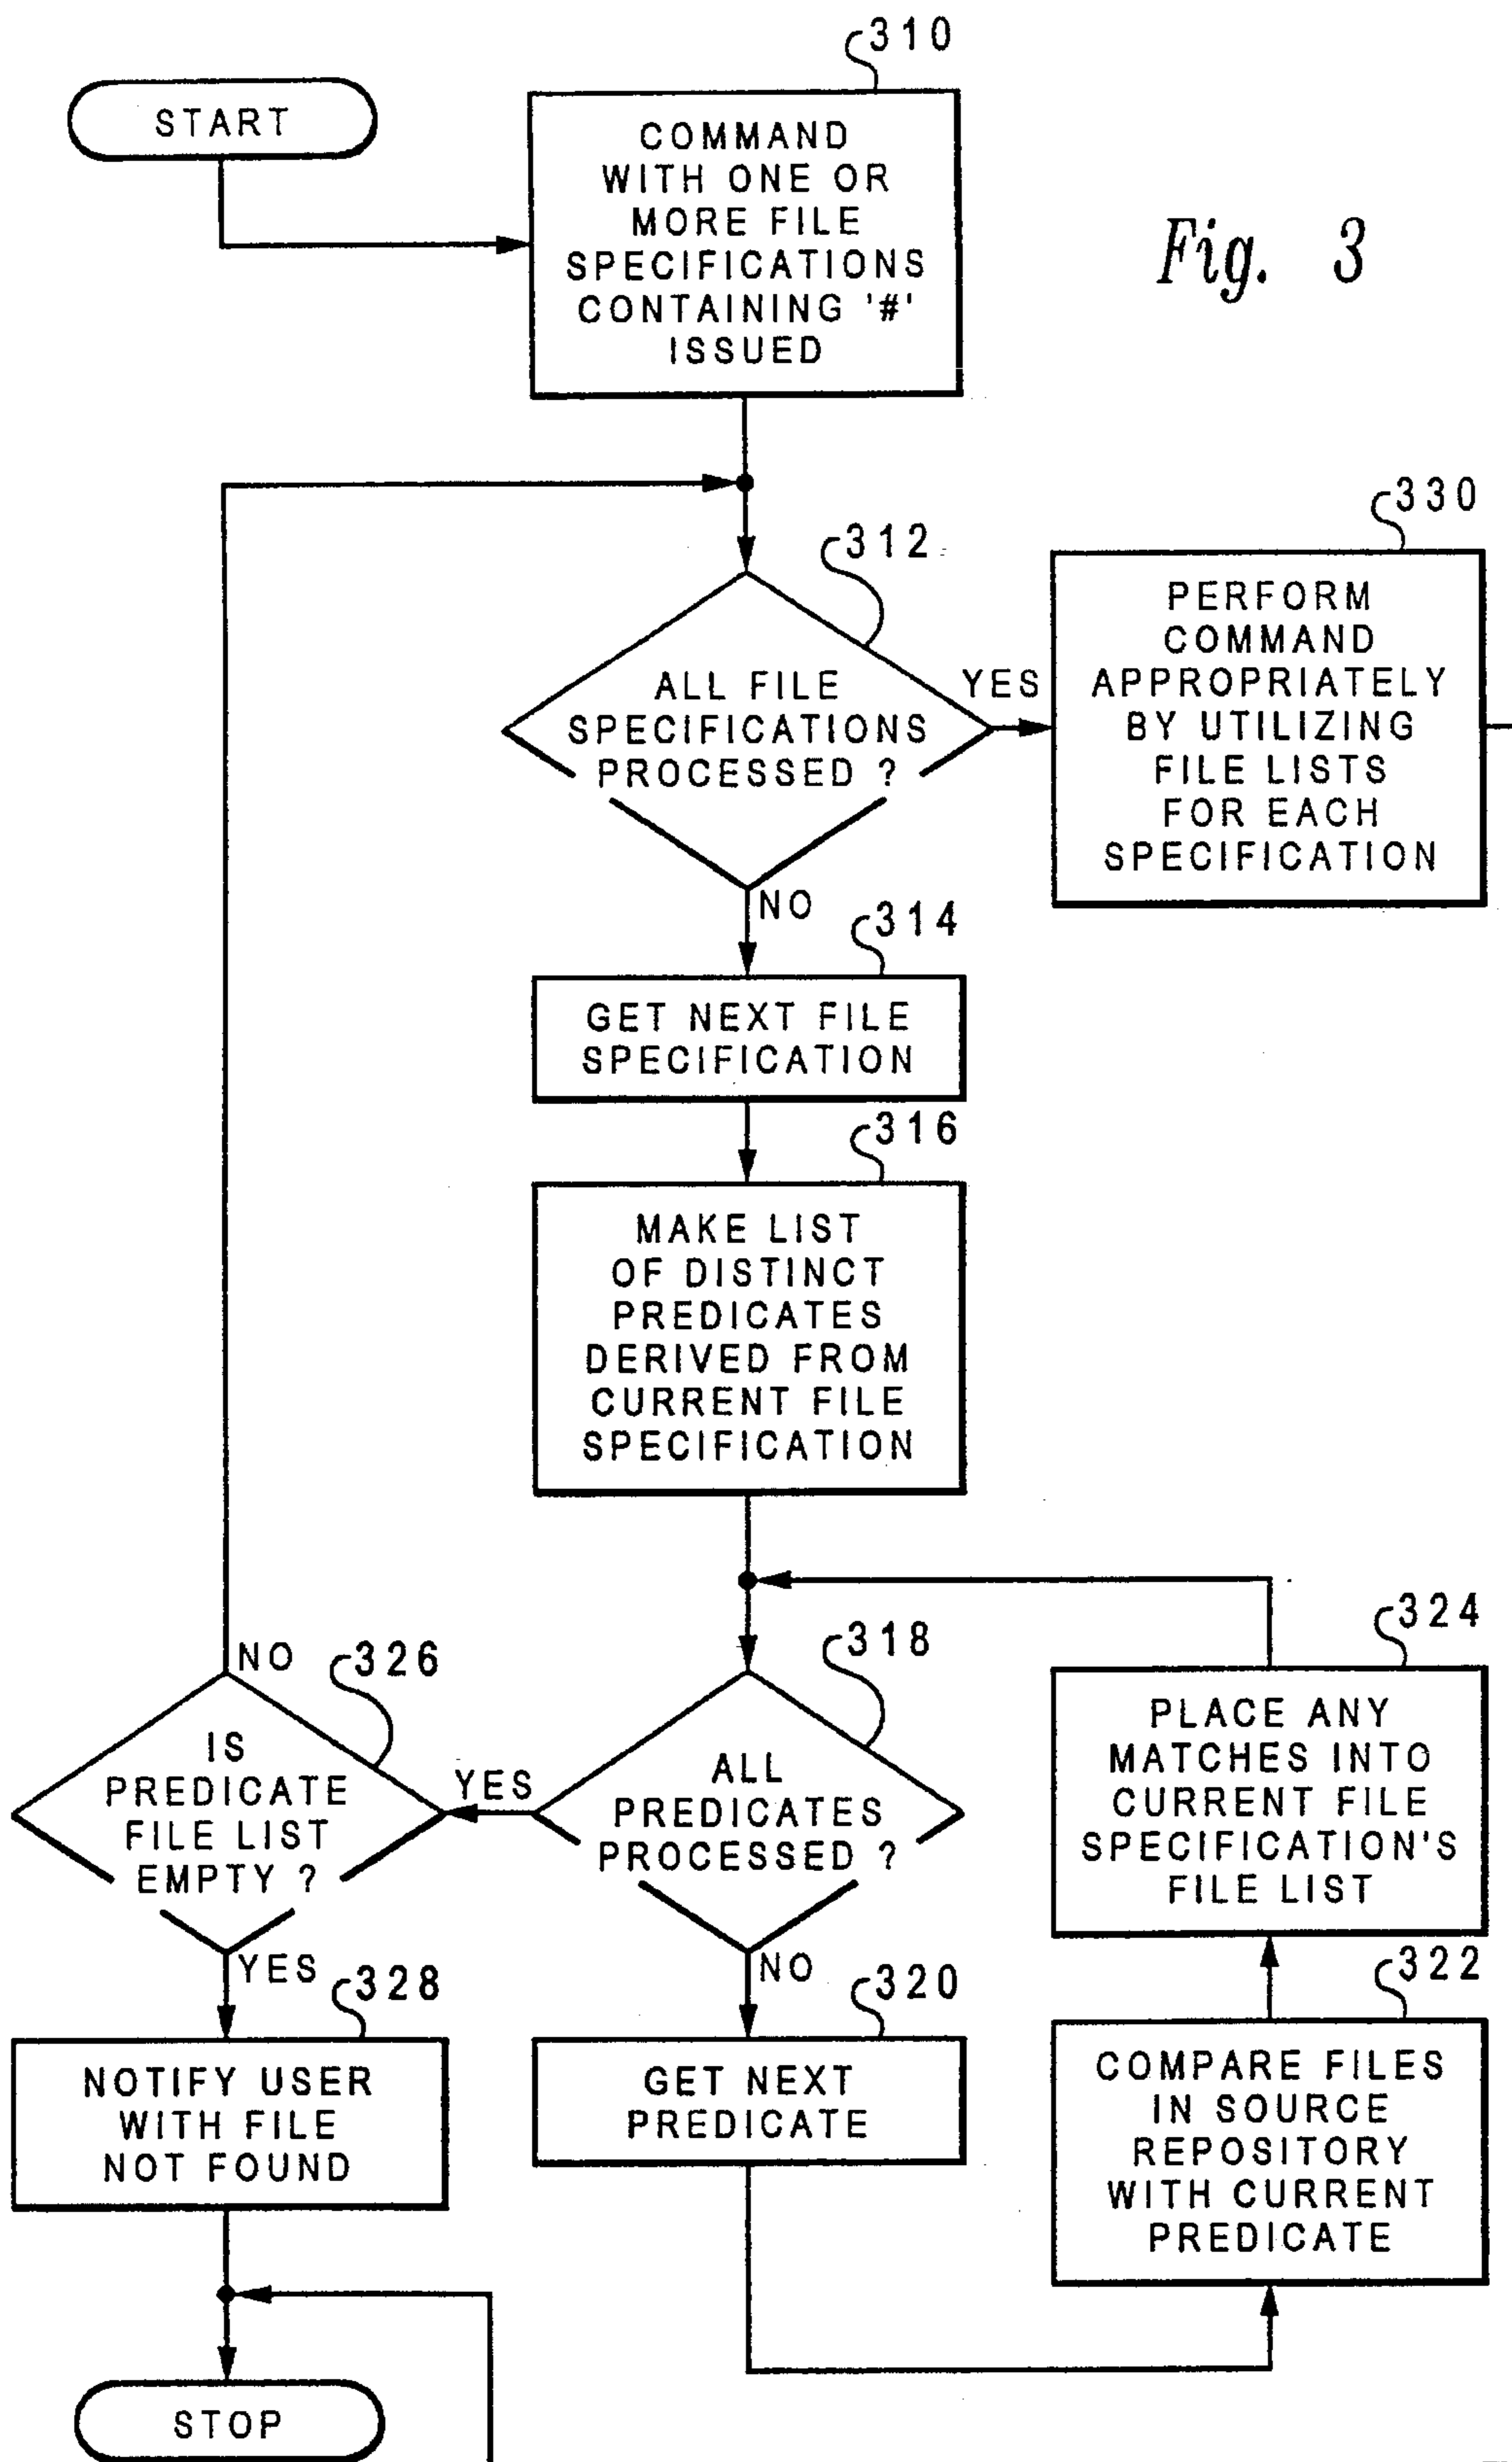 310
START
COMMAND
WITH ONE OR
MORE FILE
SPECIFICATIONS
CONTAINING '#'
ISSUED
Fig. 3
312
330
ALL FILE
SPECIFICATIONS
PROCESSED ?
YES
PERFORM
COMMAND
APPROPRIATELY
BY UTILIZING
FILE LISTS
FOR EACH
SPECIFICATION
NO
314
GET NEXT FILE
SPECIFICATION
316
MAKE LIST
OF DISTINCT
PREDICATES
DERIVED FROM
CURRENT FILE
SPECIFICATION
NO
326
318
324
IS
PREDICATE
FILE LIST
EMPTY ?
YES
ALL
PREDICATES
PROCESSED ?
PLACE ANY
MATCHES INTO
CURRENT FILE
SPECIFICATION'S
FILE LIST
YES
328
NO
320
322
NOTIFY USER
WITH FILE
NOT FOUND
GET NEXT
PREDICATE
COMPARE FILES
IN SOURCE
REPOSITORY
WITH CURRENT
PREDICATE
STOP